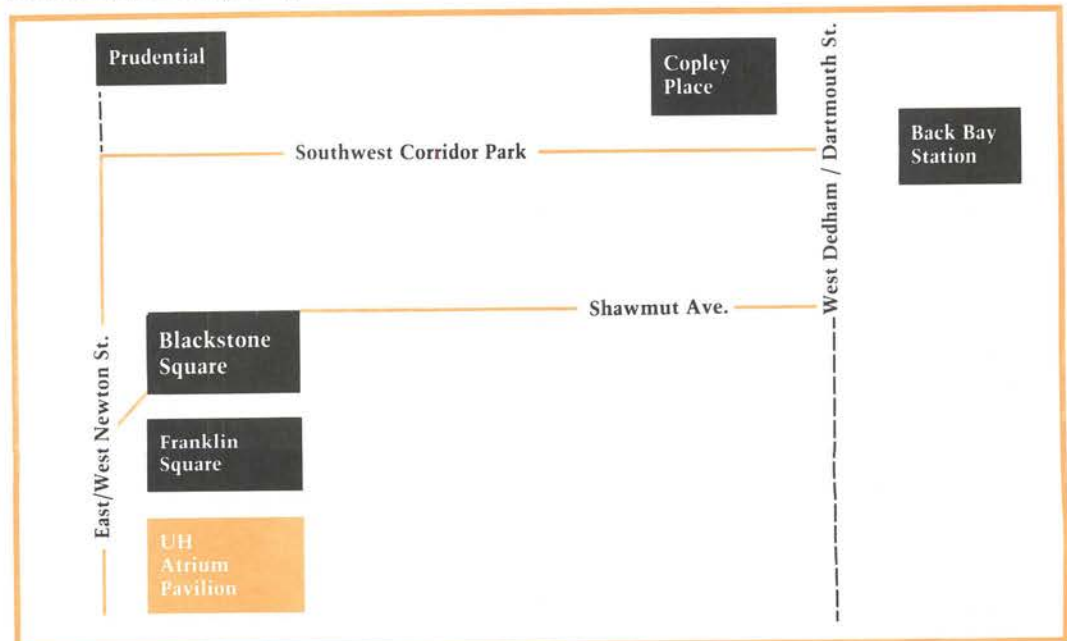 Prudential
Copley
Place
West Dedham / Dartmouth St.
Back Bay
Station
Southwest Corridor Park
Shawmut Ave.
East/West Newton St.
Blackstone
Square
Franklin
Square
UH
Atrium
Pavilion